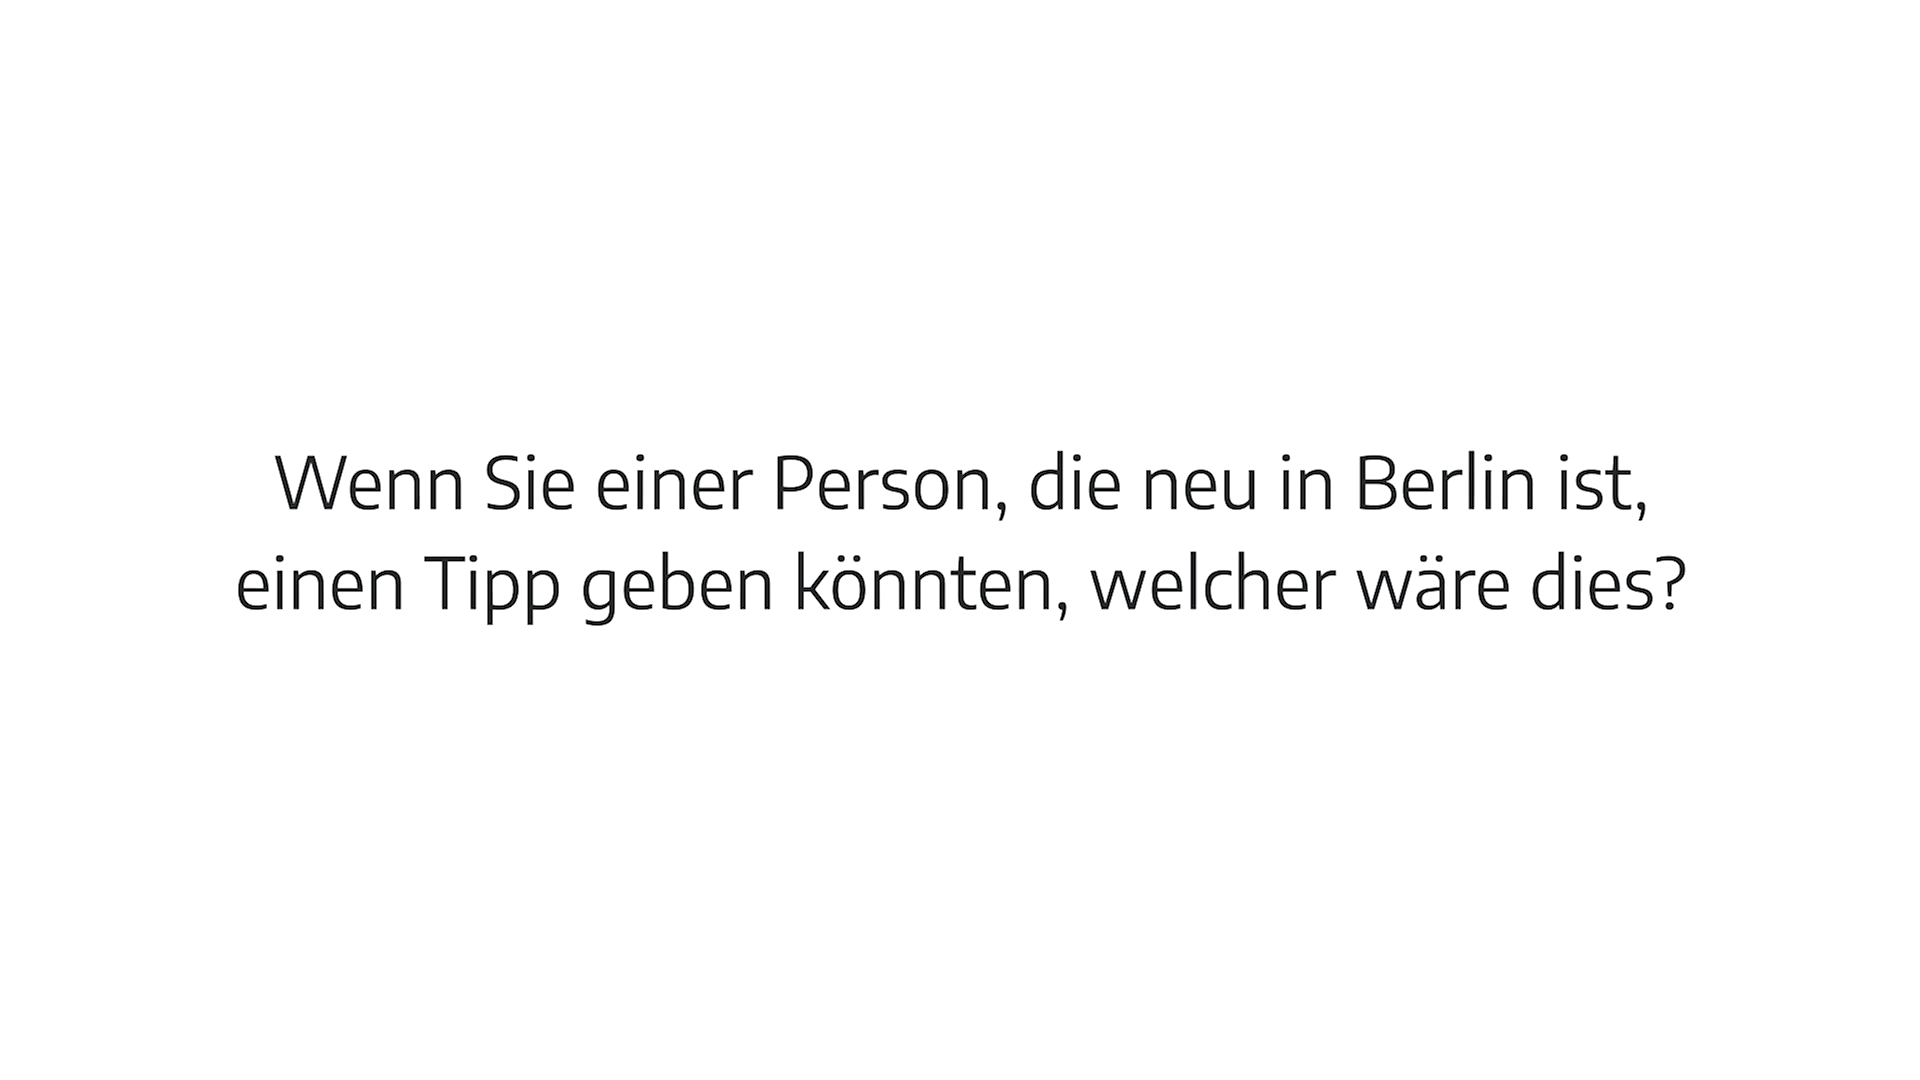 Wenn Sie einer Person, die neu in Berlin ist,
einen Tipp geben könnten, welcher wäre dies?